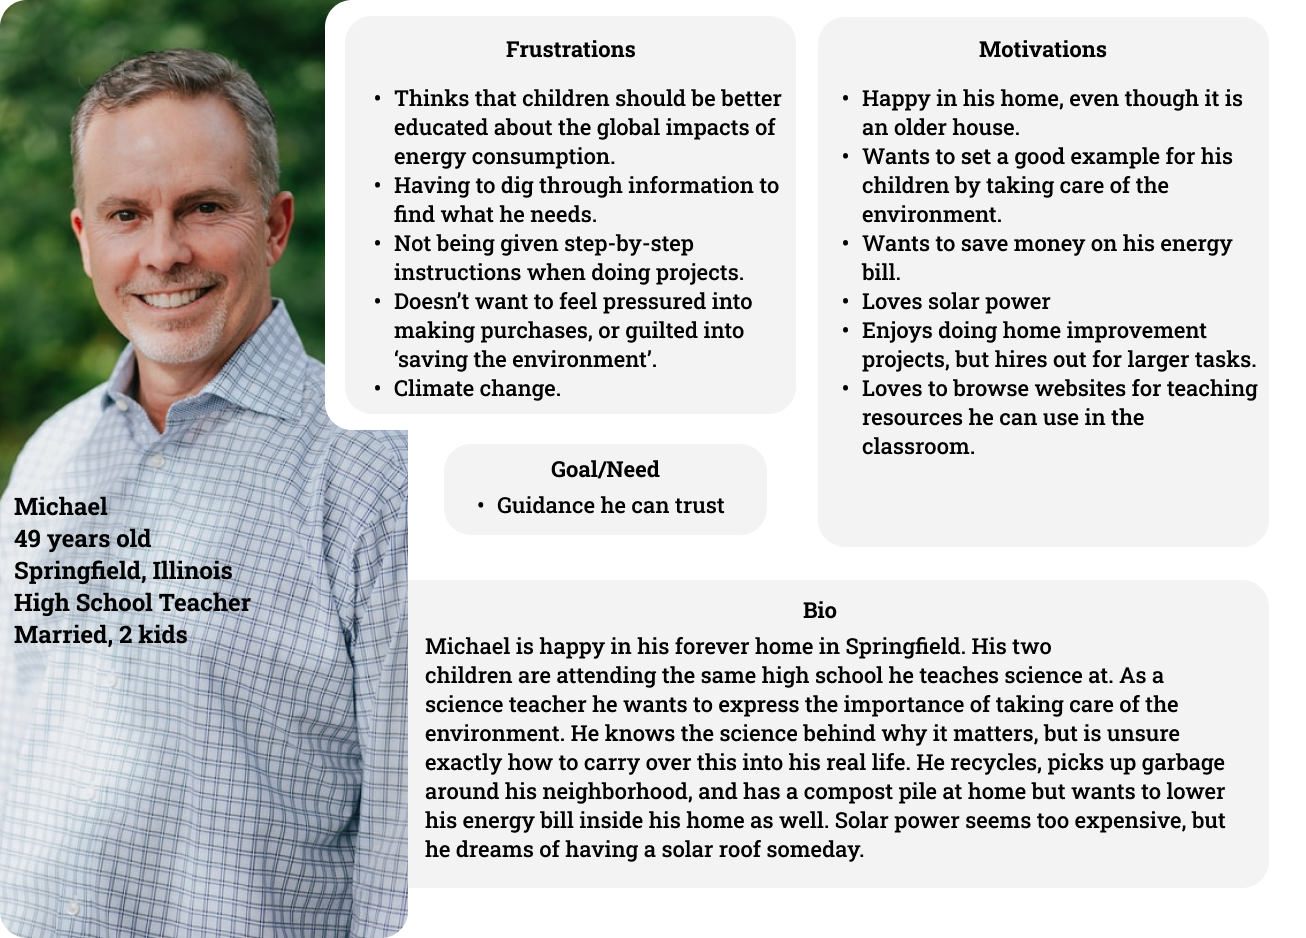 Frustrations
• Thinks that children should be better
educated about the global impacts of
energy consumption.
• Having to dig through information to
find what he needs.
• Not being given step-by-step
instructions when doing projects.
• Doesn’t want to feel pressured into
making purchases, or guilted into
‘saving the environment’.
• Climate change.
Motivations
• Happy in his home, even though it is
an older house.
• Wants to set a good example for his
children by taking care of the
environment.
• Wants to save money on his energy
bill.
• Loves solar power
• Enjoys doing home improvement
projects, but hires out for larger tasks.
• Loves to browse websites for teaching
resources he can use in the
classroom.
Goal/Need
• Guidance he can trust
Michael
49 years old
Springfield, Illinois
High School Teacher
Married, 2 kids
Bio
Michael is happy in his forever home in Springfield. His two
children are attending the same high school he teaches science at. As a
science teacher he wants to express the importance of taking care of the
environment. He knows the science behind why it matters, but is unsure
exactly how to carry over this into his real life. He recycles, picks up garbage
around his neighborhood, and has a compost pile at home but wants to lower
his energy bill inside his home as well. Solar power seems too expensive, but
he dreams of having a solar roof someday.